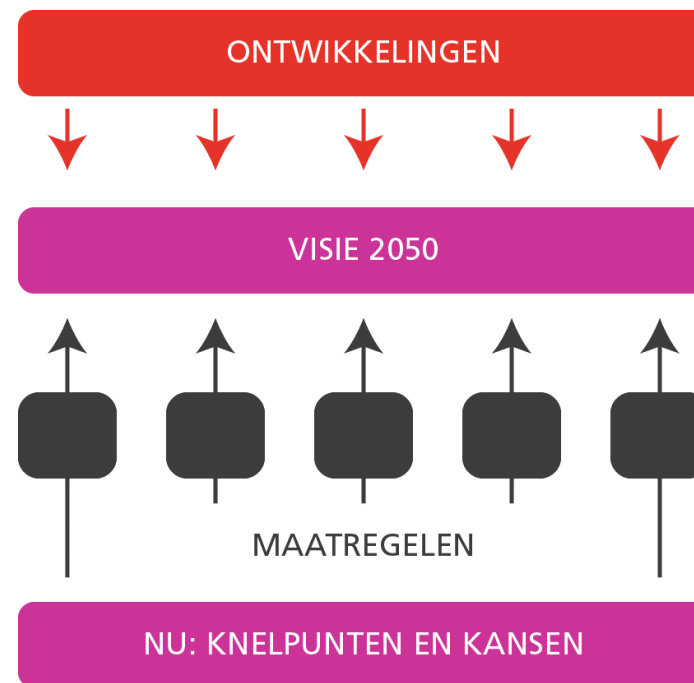 ONTWIKKELINGEN
VISIE 2050
MAATREGELEN
NU: KNELPUNTEN EN KANSEN